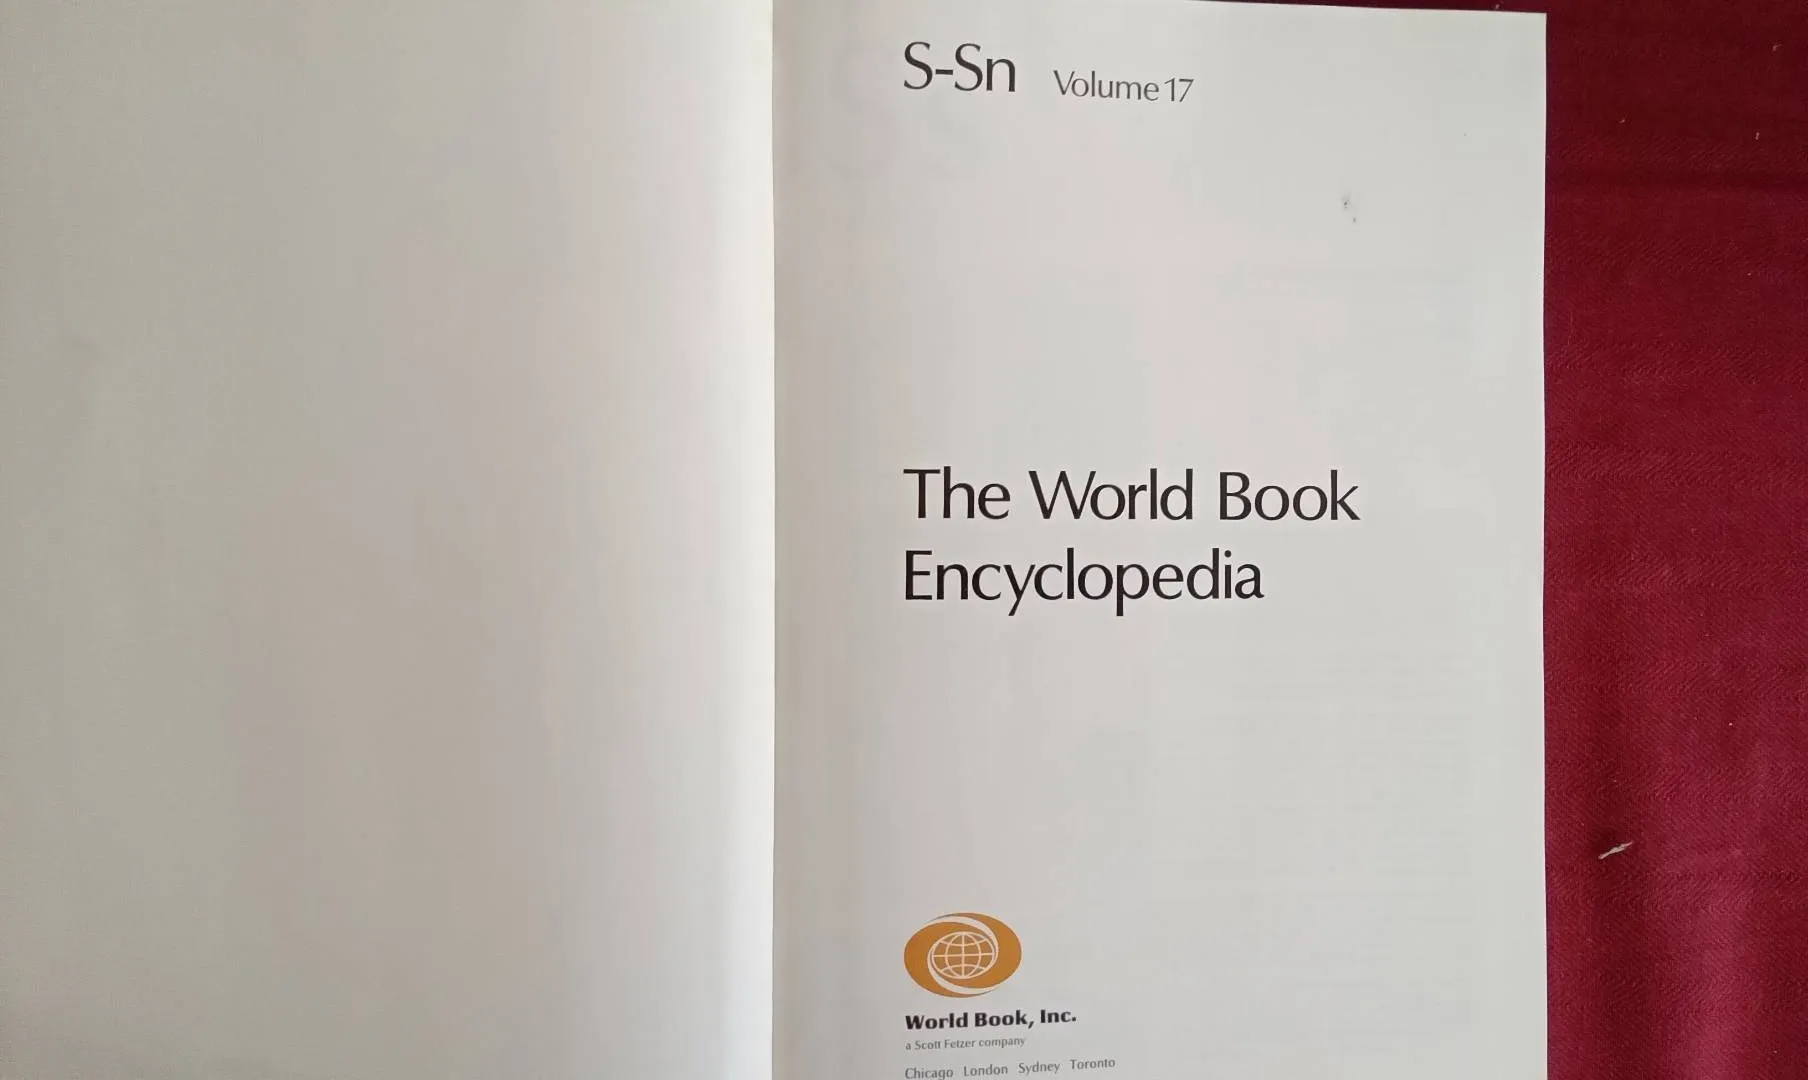 S-Sn Volume 17
The World Book
Encyclopedia
World Book, Inc.
a Scott Fetzer company
Chicago London Sydney Toronto